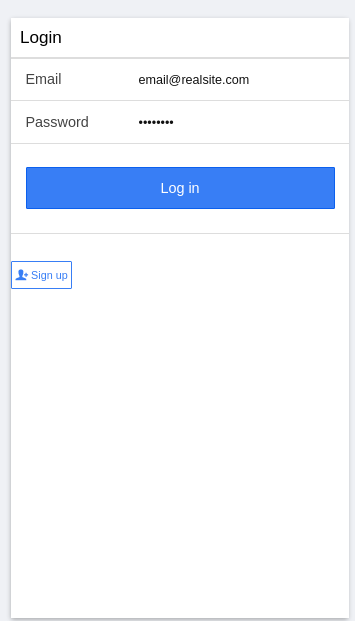 Login
Email email@realsite.com
Password ••••••••
Log in
Sign up